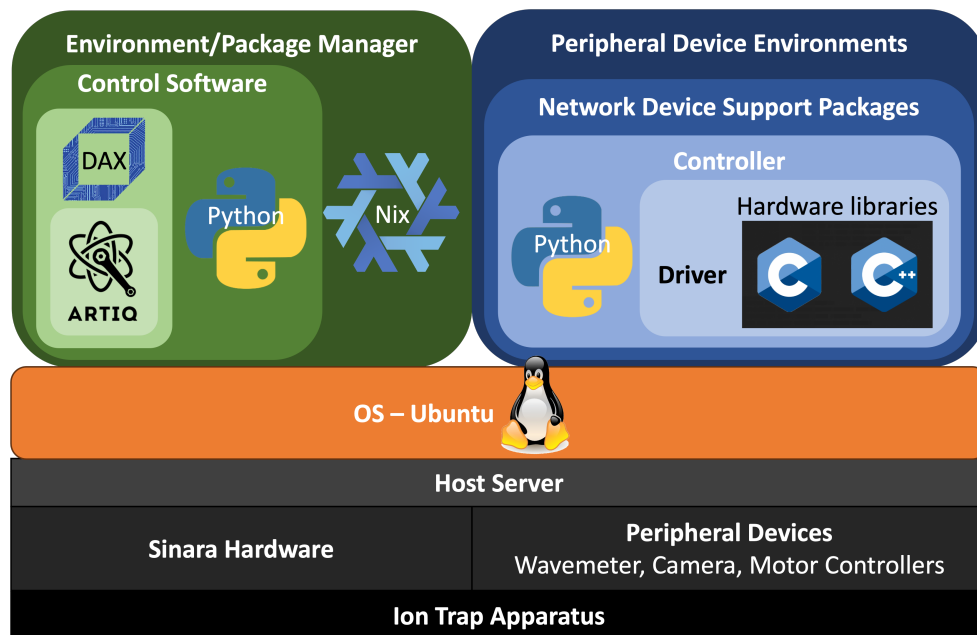 Environment/Package Manager
Control Software
DAX
ARTIQ
Python
Nix
Peripheral Device Environments
Network Device Support Packages
Controller
Python
Driver
Hardware libraries
C
C++
OS – Ubuntu
Host Server
Sinara Hardware
Peripheral Devices
Wavemeter, Camera, Motor Controllers
Ion Trap Apparatus